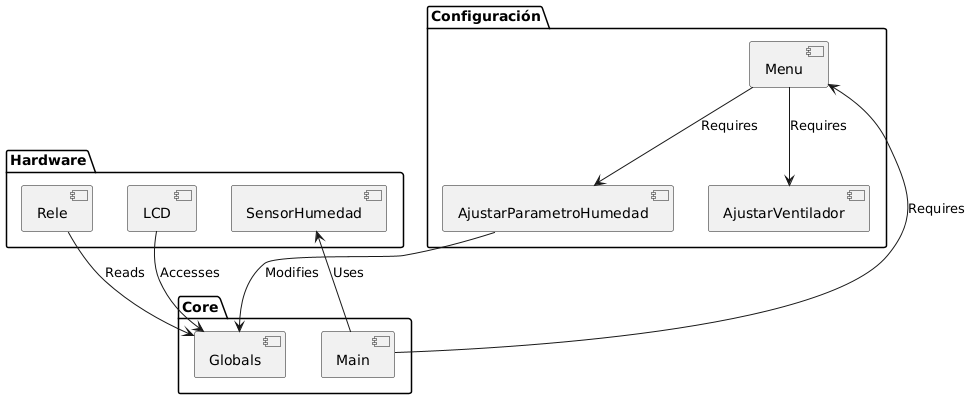 Configuración
Menu
Requires
Requires
Hardware
Rele
LCD
SensorHumedad
AjustarParametroHumedad
AjustarVentilador
Requires
Reads
Accesses
Modifies
Uses
Core
Globals
Main